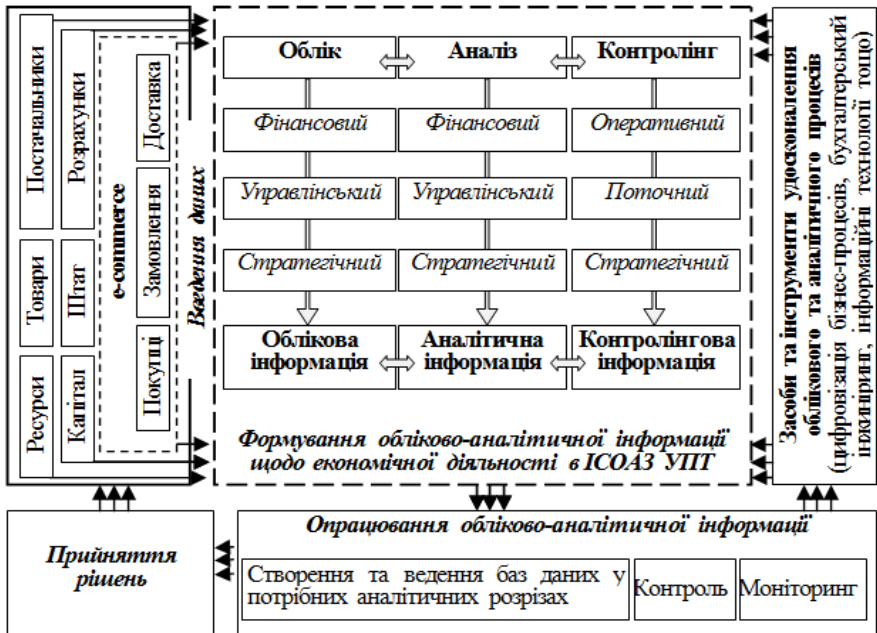 Постачальники
Товари
Ресурси
Розрахунки
Штат
Капітал
e-commerce
Доставка
Замовлення
Покупці
Введення даних
Облік
Аналіз
Контролінг
Фінансовий
Фінансовий
Оперативний
Управлінський
Управлінський
Поточний
Стратегічний
Стратегічний
Стратегічний
Облікова
інформація
Аналітична
інформація
Контролінгова
інформація
Формування обліково-аналітичної інформації
щодо економічної діяльності в ІСОАЗ УПТ
Засоби та інструменти удосконалення
облікового та аналітичного процесів
(цифровізація бізнес-процесів, бухгалтерський
інжиніринг, інформаційні технології тощо)
Прийняття
рішень
Опрацювання обліково-аналітичної інформації
Створення та ведення баз даних у
потрібних аналітичних розрізах
Контроль
Моніторинг